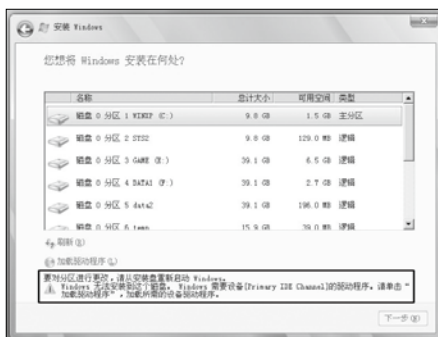 安装 Windows
您想将 Windows 安装在何处?
名称 总计大小 可用空间 类型
磁盘 0 分区 1 WINXP (C:) 9.8 GB 1.5 GB 主分区
磁盘 0 分区 2 SYS2 9.8 GB 129.0 MB 逻辑
磁盘 0 分区 3 GAME (E:) 39.1 GB 6.5 GB 逻辑
磁盘 0 分区 4 DATA1 (F:) 39.1 GB 2.7 GB 逻辑
磁盘 0 分区 5 data2 39.1 GB 196.0 MB 逻辑
磁盘 0 分区 6 temp 15.9 GB 39.0 MB 逻辑
刷新(R)
加载驱动程序(L)
要对分区进行更改,请从安装盘重新启动 Windows。
Windows 无法安装到这个磁盘。 Windows 需要设备[Primary IDE Channel]的驱动程序。请单击“
加载驱动程序”,加载所需的设备驱动程序。
下一步(N)